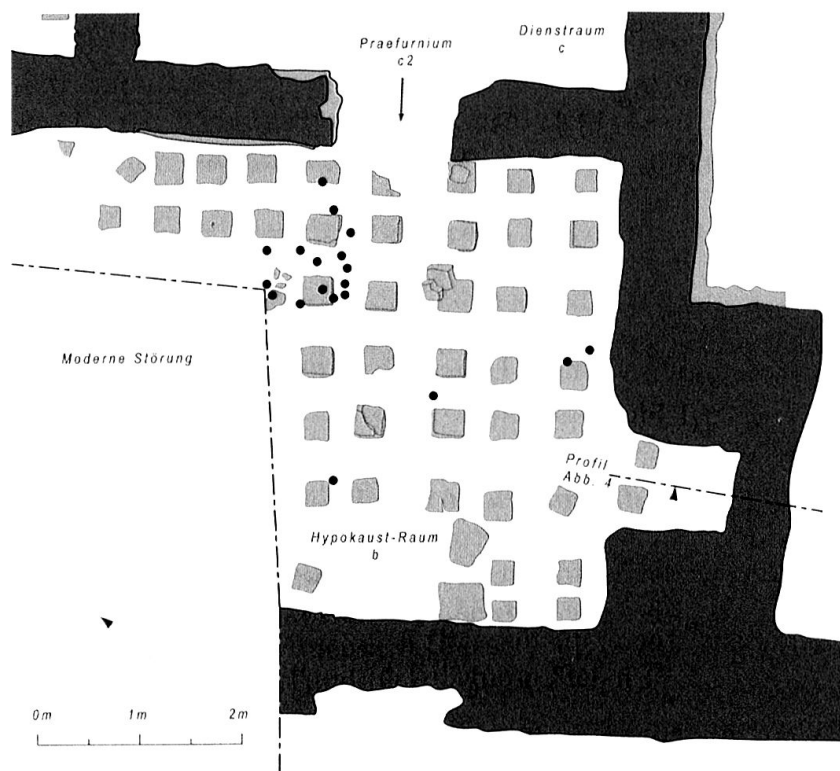 Praefurnium
c2
Dienstraum
c
Moderne Störung
Profil
Abb. 4
Hypokaust-Raum
b
0m 1m 2m